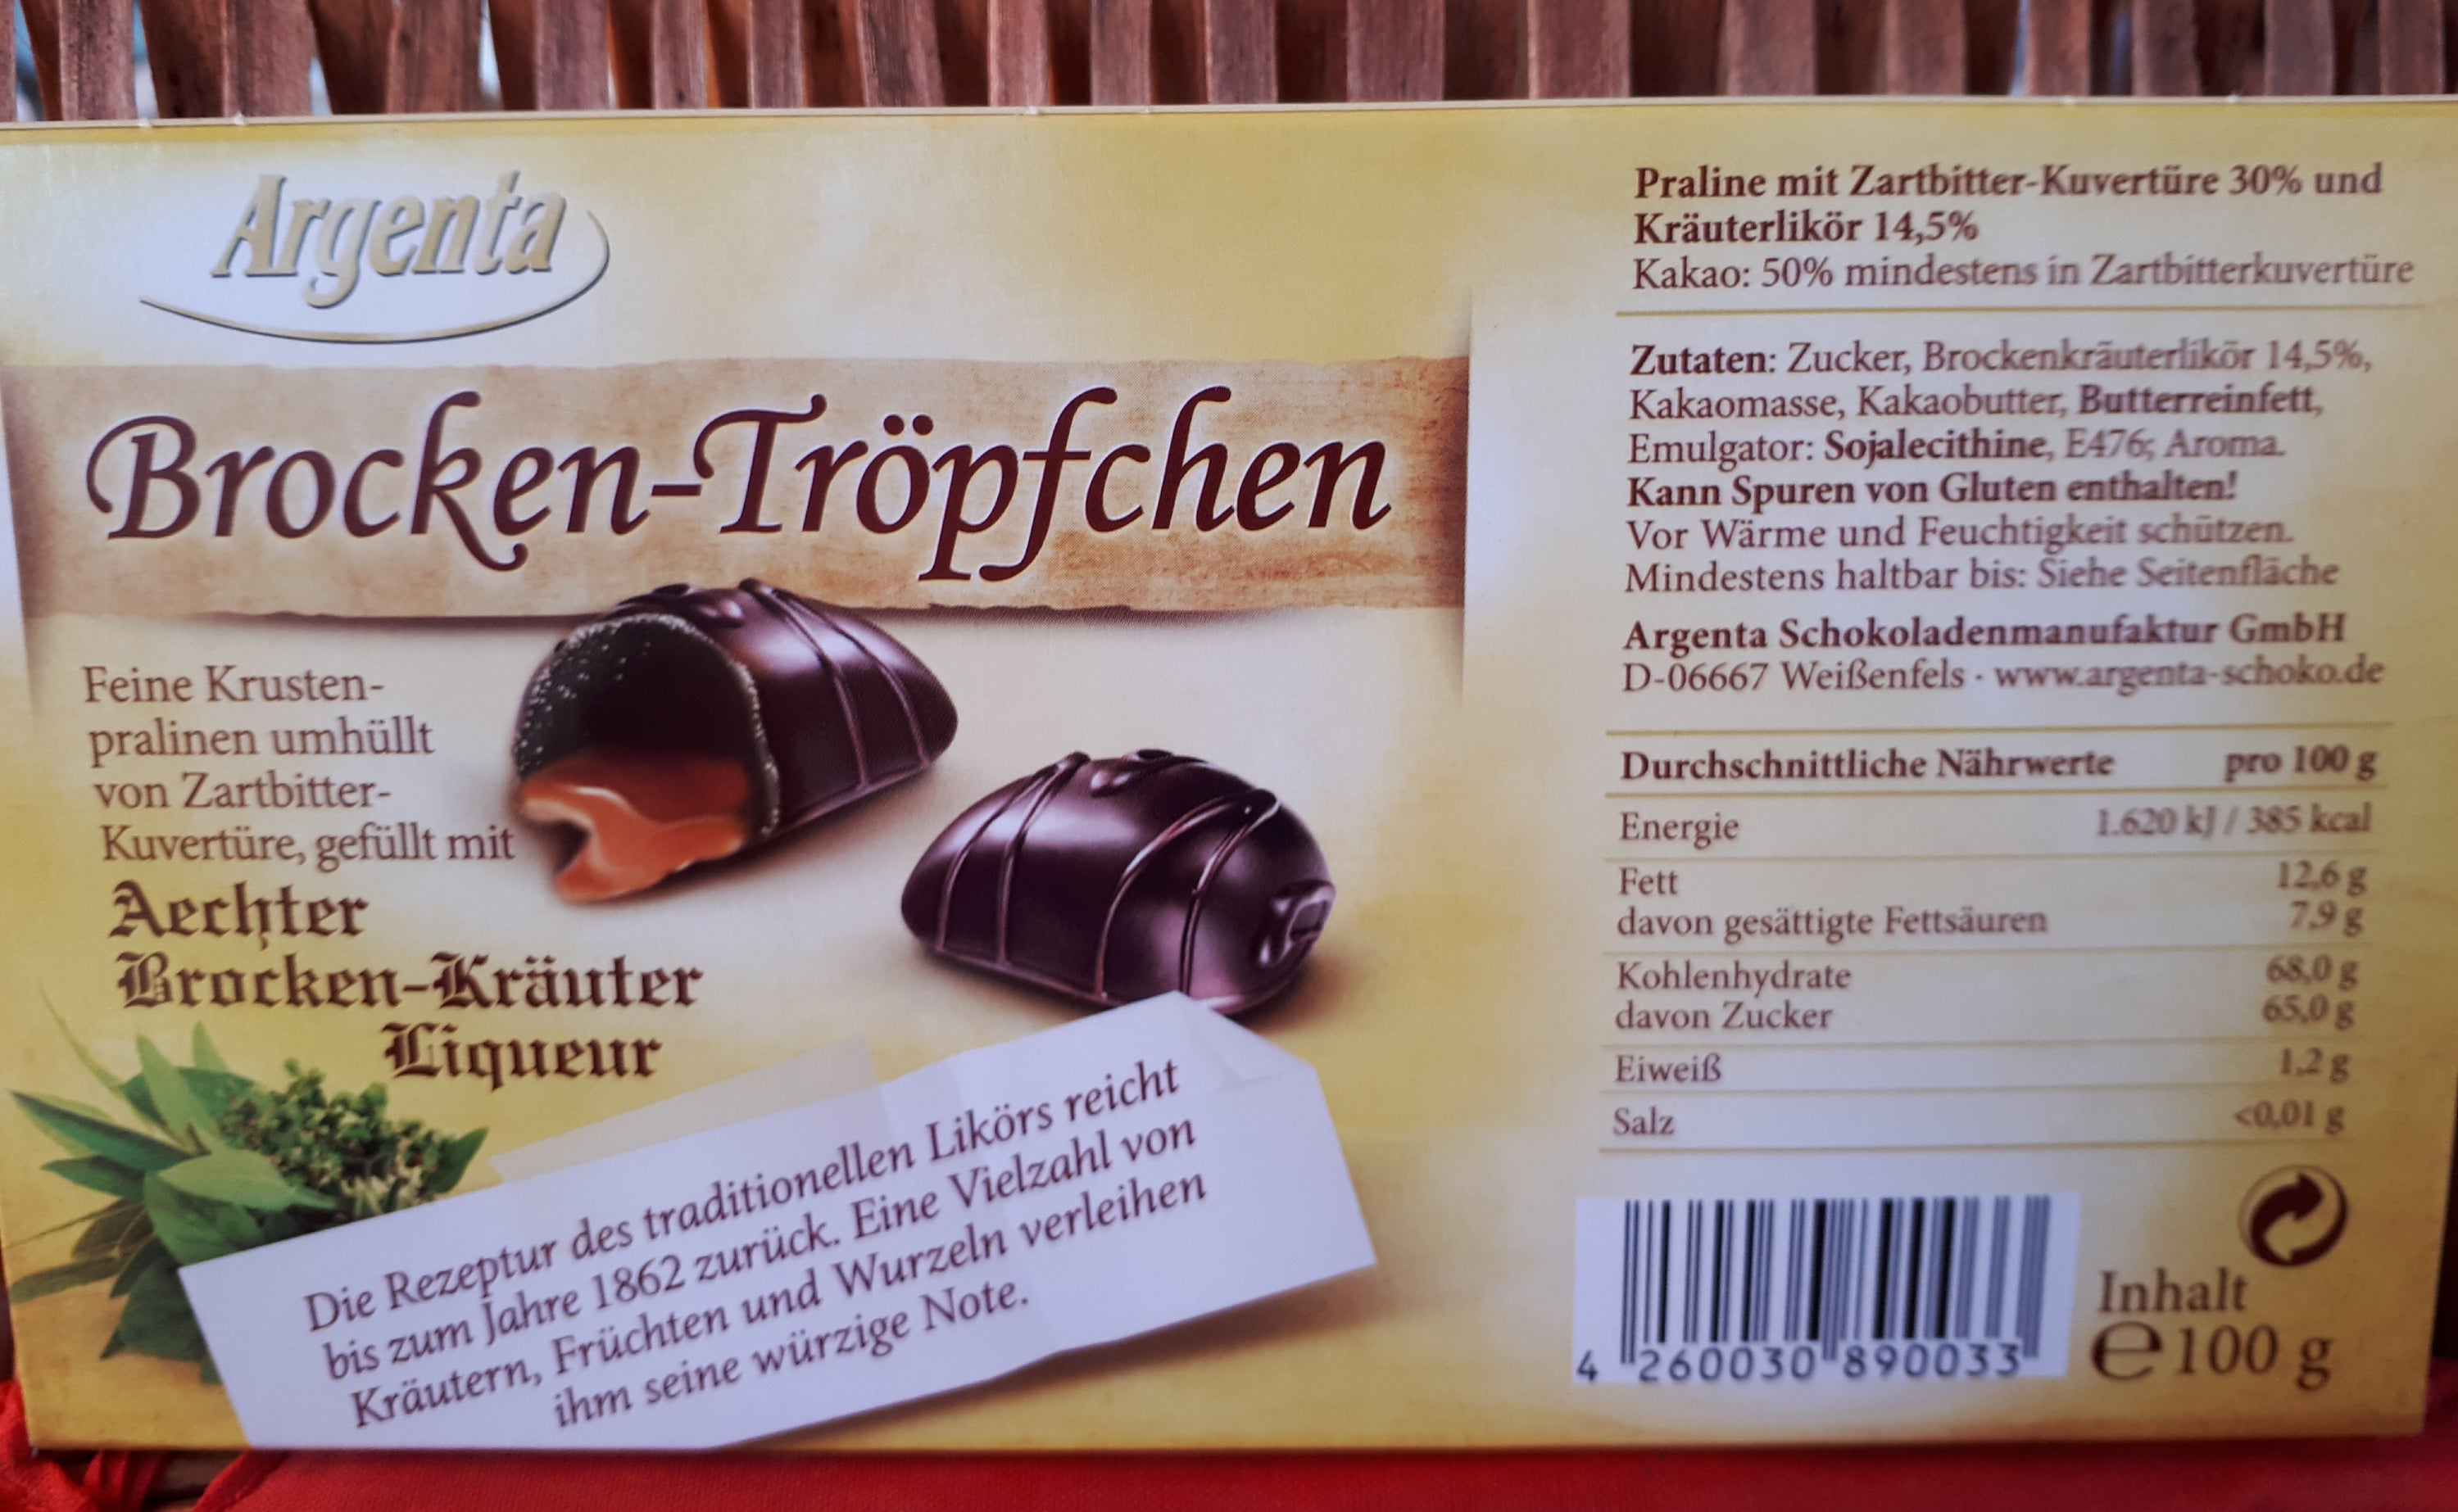 Argenta
Brocken-Tröpfchen
Feine Krusten-
pralinen umhüllt
von Zartbitter-
Kuvertüre, gefüllt mit
Aechter
Brocken-Kräuter
Liqueur
Die Rezeptur des traditionellen Likörs reicht
bis zum Jahre 1862 zurück. Eine Vielzahl von
Kräutern, Früchten und Wurzeln verleihen
ihm seine würzige Note.
Praline mit Zartbitter-Kuvertüre 30% und
Kräuterlikör 14,5%
Kakao: 50% mindestens in Zartbitterkuvertüre
Zutaten: Zucker, Brockenkräuterlikör 14,5%,
Kakaomasse, Kakaobutter, Butterreinfett,
Emulgator: Sojalecithine, E476; Aroma.
Kann Spuren von Gluten enthalten!
Vor Wärme und Feuchtigkeit schützen.
Mindestens haltbar bis: Siehe Seitenfläche
Argenta Schokoladenmanufaktur GmbH
D-06667 Weißenfels · www.argenta-schoko.de
Durchschnittliche Nährwerte pro 100 g
Energie 1.620 kJ / 385 kcal
Fett 12,6 g
davon gesättigte Fettsäuren 7,9 g
Kohlenhydrate 68,0 g
davon Zucker 65,0 g
Eiweiß 1,2 g
Salz <0,01 g
4 260030 890033
Inhalt
℮ 100 g